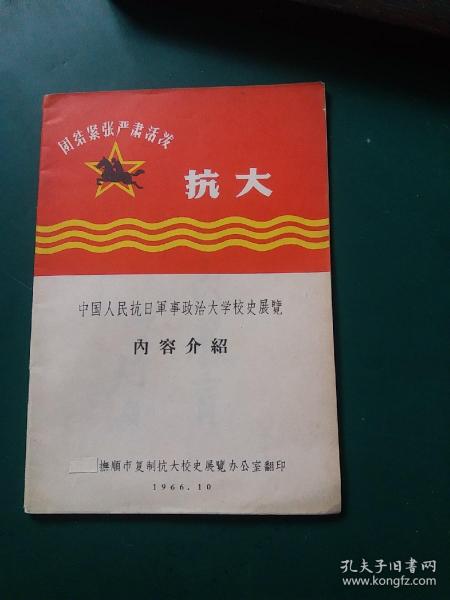 团结紧张严肃活泼
抗大
中国人民抗日軍事政治大学校史展覽
內容介紹
撫順市复制抗大校史展覽办公室翻印
1966.10
孔夫子旧书网
www.kongfz.com